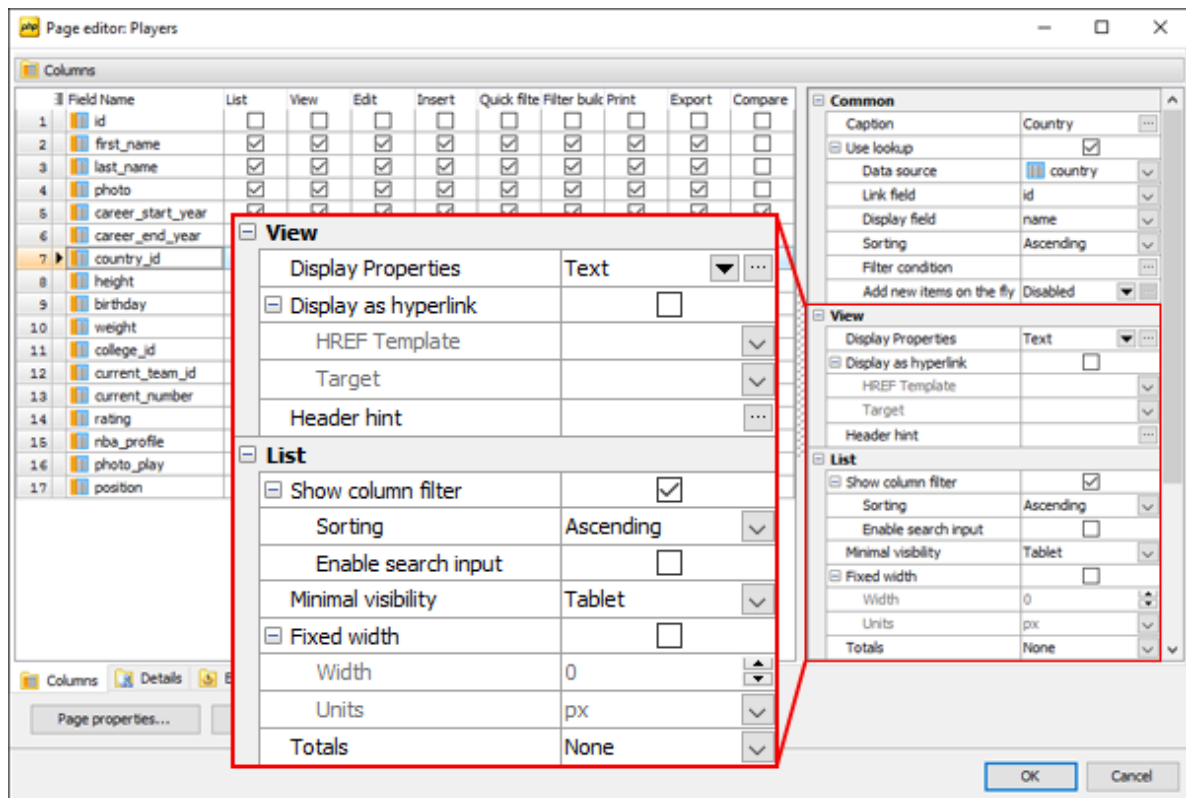 php Page editor: Players
Columns
Field Name List View Edit Insert Quick filte Filter builc Print Export Compare
1 id
2 first_name
3 last_name
4 photo
5 career_start_year
6 career_end_year
7 country_id
8 height
9 birthday
10 weight
11 college_id
12 current_team_id
13 current_number
14 rating
15 nba_profile
16 photo_play
17 position
View
Display Properties Text
Display as hyperlink
HREF Template
Target
Header hint
List
Show column filter
Sorting Ascending
Enable search input
Minimal visibility Tablet
Fixed width
Width 0
Units px
Totals None
Common
Caption Country
Use lookup
Data source country
Link field id
Display field name
Sorting Ascending
Filter condition
Add new items on the fly Disabled
View
Display Properties Text
Display as hyperlink
HREF Template
Target
Header hint
List
Show column filter
Sorting Ascending
Enable search input
Minimal visibility Tablet
Fixed width
Width 0
Units px
Totals None
Columns Details E
Page properties...
OK Cancel